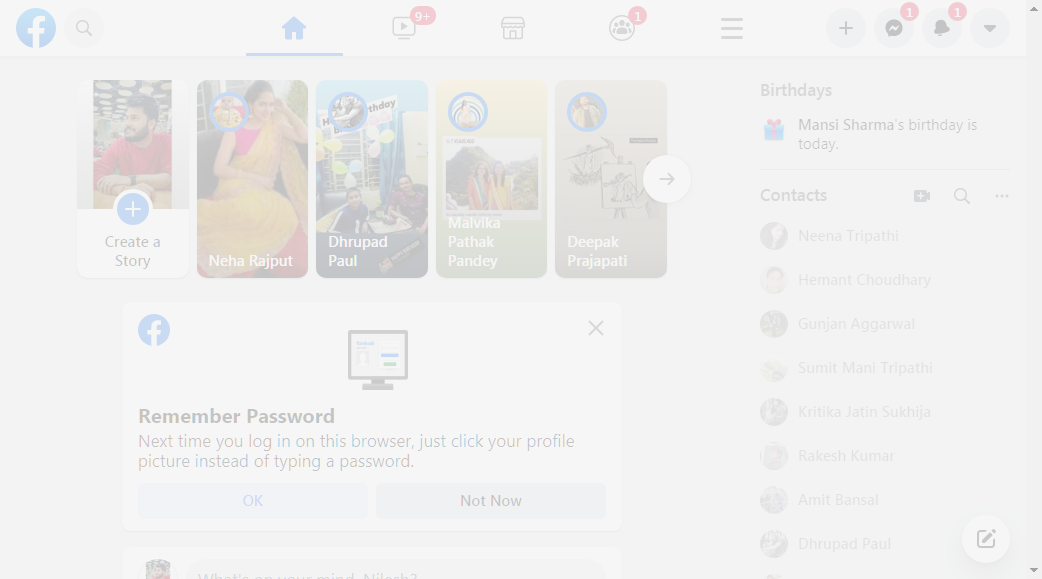 9+
1
1
1
Create a
Story
Neha Rajput
Dhrupad
Paul
Malvika
Pathak
Pandey
Deepak
Prajapati
Birthdays
Mansi Sharma's birthday is
today.
Contacts
Neena Tripathi
Hemant Choudhary
Gunjan Aggarwal
Sumit Mani Tripathi
Kritika Jatin Sukhija
Rakesh Kumar
Amit Bansal
Dhrupad Paul
Remember Password
Next time you log in on this browser, just click your profile
picture instead of typing a password.
OK
Not Now
What's on your mind, Nilesh?